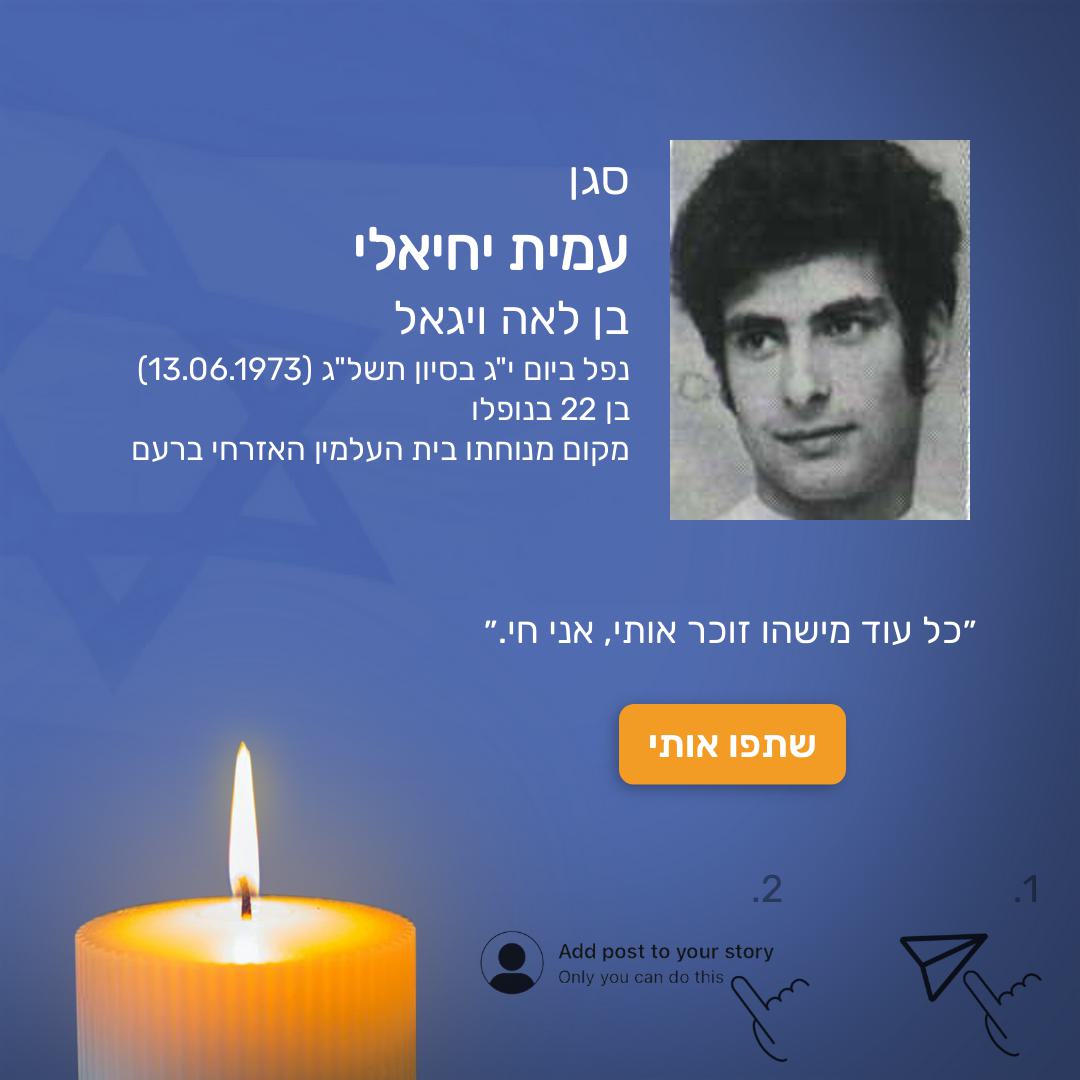 סגן
עמית יחיאלי
בן לאה ויגאל
נפל ביום י"ג בסיון תשל"ג (13.06.1973)
בן 22 בנופלו
מקום מנוחתו בית העלמין האזרחי ברעם
״כל עוד מישהו זוכר אותי, אני חי.״
שתפו אותי
1.
2.
Add post to your story
Only you can do this